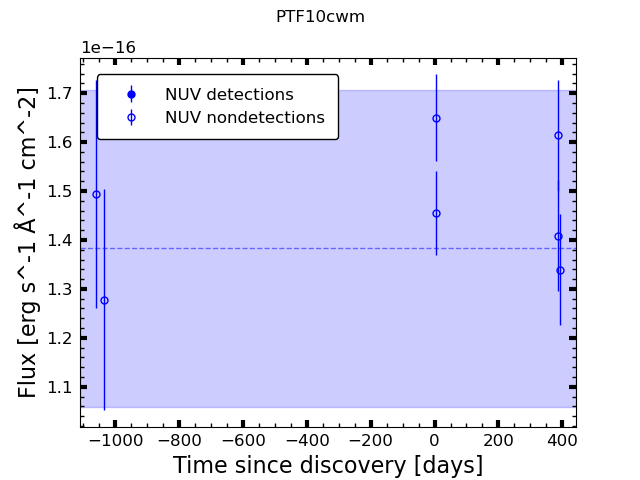 PTF10cwm
1e−16
NUV detections
NUV nondetections
1.7
1.6
1.5
1.4
1.3
1.2
1.1
Flux [erg s^-1 Å^-1 cm^-2]
−1000 −800 −600 −400 −200 0 200 400
Time since discovery [days]